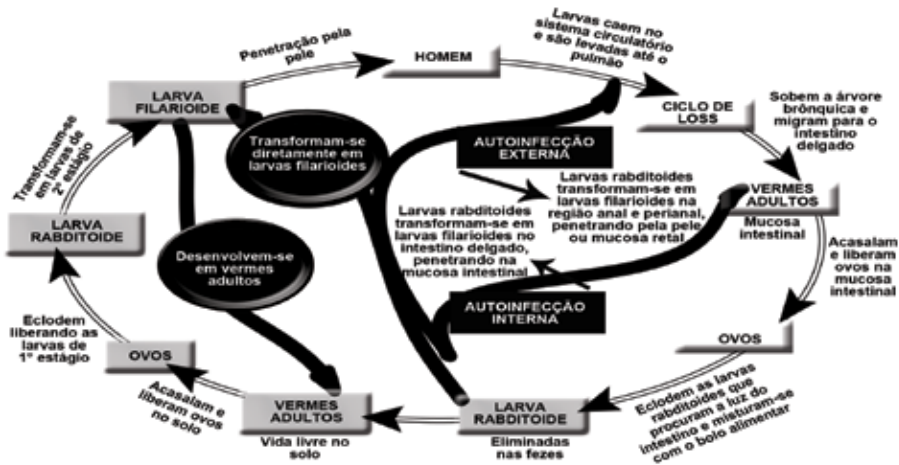 Penetração pela
pele
HOMEM
Larvas caem no
sistema circulatório
e são levadas até o
pulmão
CICLO DE
LOSS
Sobem a árvore
brônquica e
migram para o
intestino
delgado
VERMES
ADULTOS
Mucosa
intestinal
Acasalam
e liberam
ovos na
mucosa
intestinal
OVOS
Eclodem as larvas
rabditoides que
procuram a luz do
intestino e misturam-se
com o bolo alimentar
LARVA
RABDITOIDE
Eliminadas
nas fezes
VERMES
ADULTOS
Vida livre no
solo
Acasalam e
liberam ovos
no solo
OVOS
Eclodem
liberando as
larvas de
1º estágio
LARVA
RABDITOIDE
Transformam-se
em larvas de
2º estágio
LARVA
FILARIOIDE
Transformam-se
diretamente em
larvas filarioides
Desenvolvem-se
em vermes
adultos
AUTOINFECÇÃO
EXTERNA
Larvas rabditoides
transformam-se em
larvas filarioides na
região anal e perianal,
penetrando pela pele
ou mucosa retal
Larvas rabditoides
transformam-se em
larvas filarioides no
intestino delgado,
penetrando na
mucosa intestinal
AUTOINFECÇÃO
INTERNA